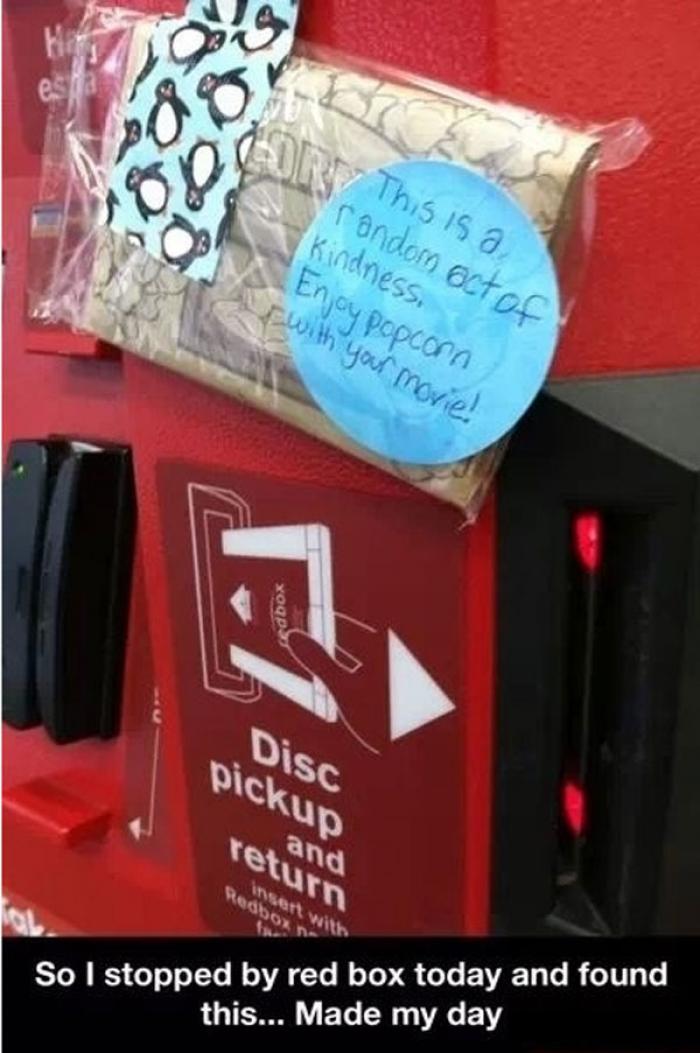 This is a
random act of
Kindness.
Enjoy popcorn
with your movie!
redbox
Disc
pickup
and
return
insert with
Redbox
So I stopped by red box today and found
this... Made my day